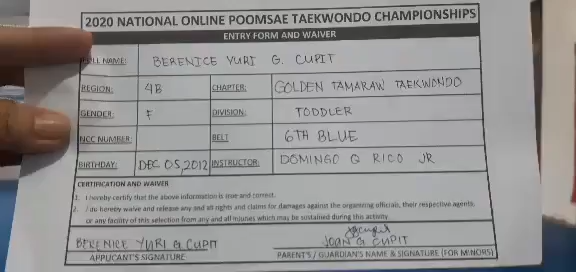 2020 NATIONAL ONLINE POOMSAE TAEKWONDO CHAMPIONSHIPS
ENTRY FORM AND WAIVER
FULL NAME: BERENICE YURI G. CUPIT
REGION: 4B CHAPTER: GOLDEN TAMARAW TAEKWONDO
GENDER: F DIVISION: TODDLER
NCC NUMBER: BELT 6TH BLUE
BIRTHDAY: DEC 05, 2012 INSTRUCTOR: DOMINGO Q RICO JR
CERTIFICATION AND WAIVER
1. I hereby certify that the above information is true and correct.
2. I do hereby waive and release any and all rights and claims for damages against the organizing officials, their respective agents,
or any facility of this selection from any and all injuries which may be sustained during this activity.
BERENICE YURI G. CUPIT JOAN G CUPIT
APPLICANT'S SIGNATURE PARENT'S / GUARDIAN'S NAME & SIGNATURE (FOR MINORS)